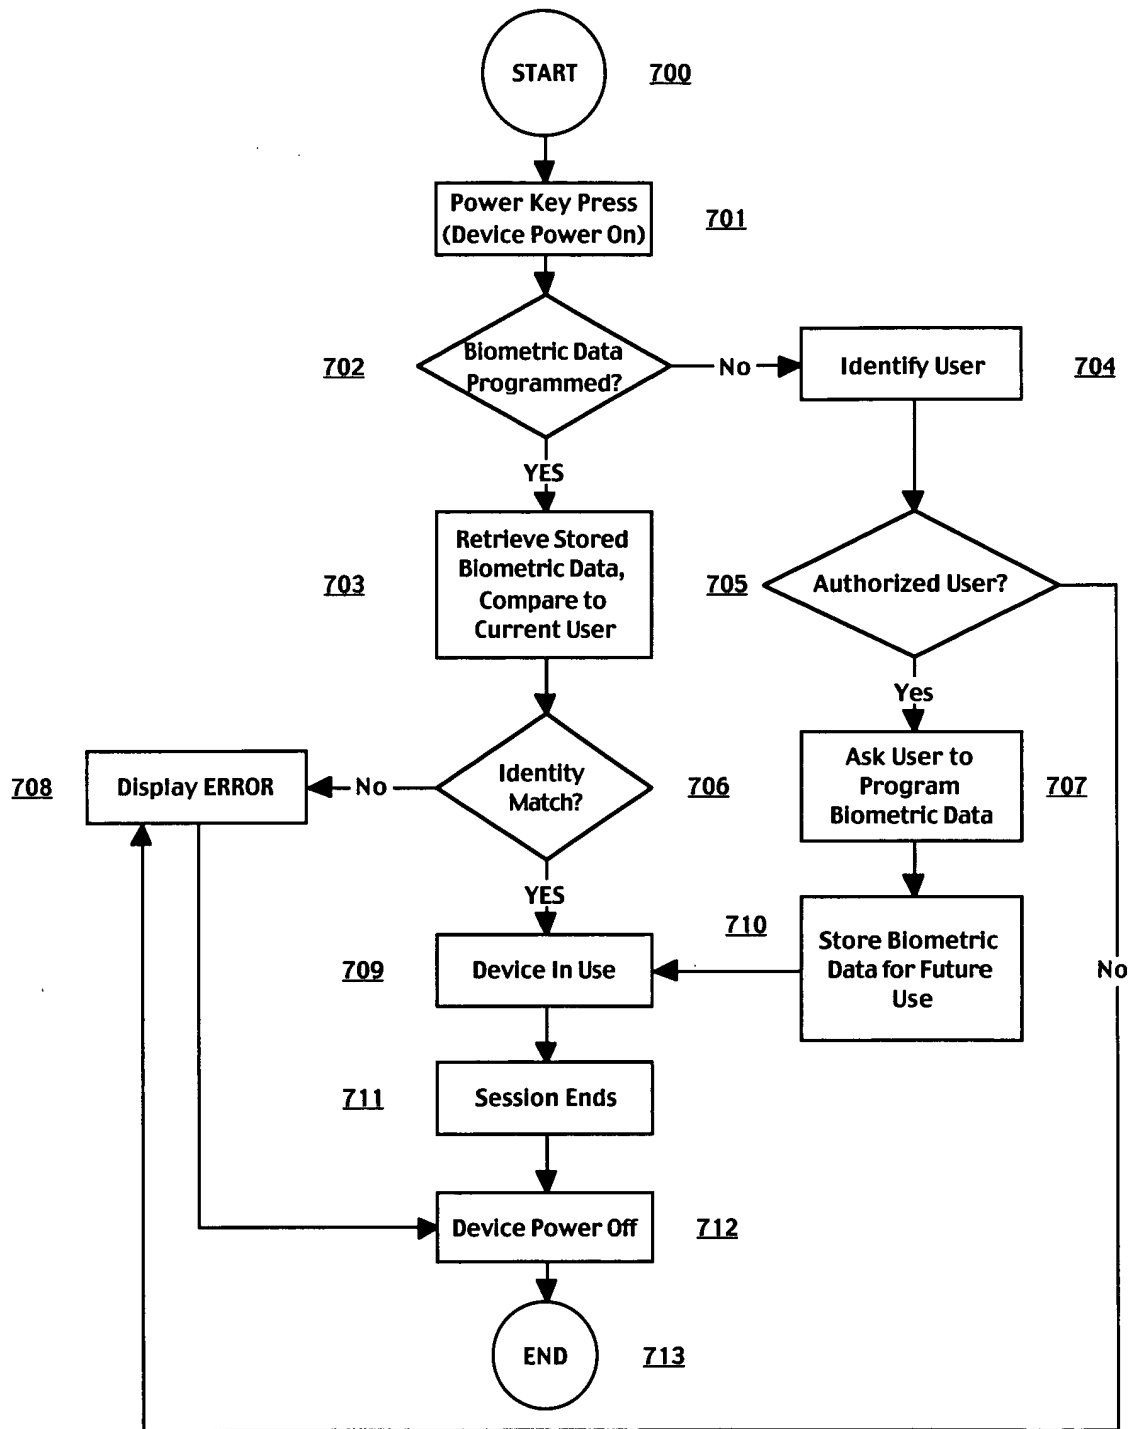 START
700
Power Key Press
(Device Power On)
701
702
Biometric Data
Programmed?
No
Identify User
704
YES
703
Retrieve Stored
Biometric Data,
Compare to
Current User
705
Authorized User?
Yes
708
Display ERROR
No
Identity
Match?
706
Ask User to
Program
Biometric Data
707
YES
710
709
Device In Use
Store Biometric
Data for Future
Use
No
711
Session Ends
Device Power Off
712
END
713